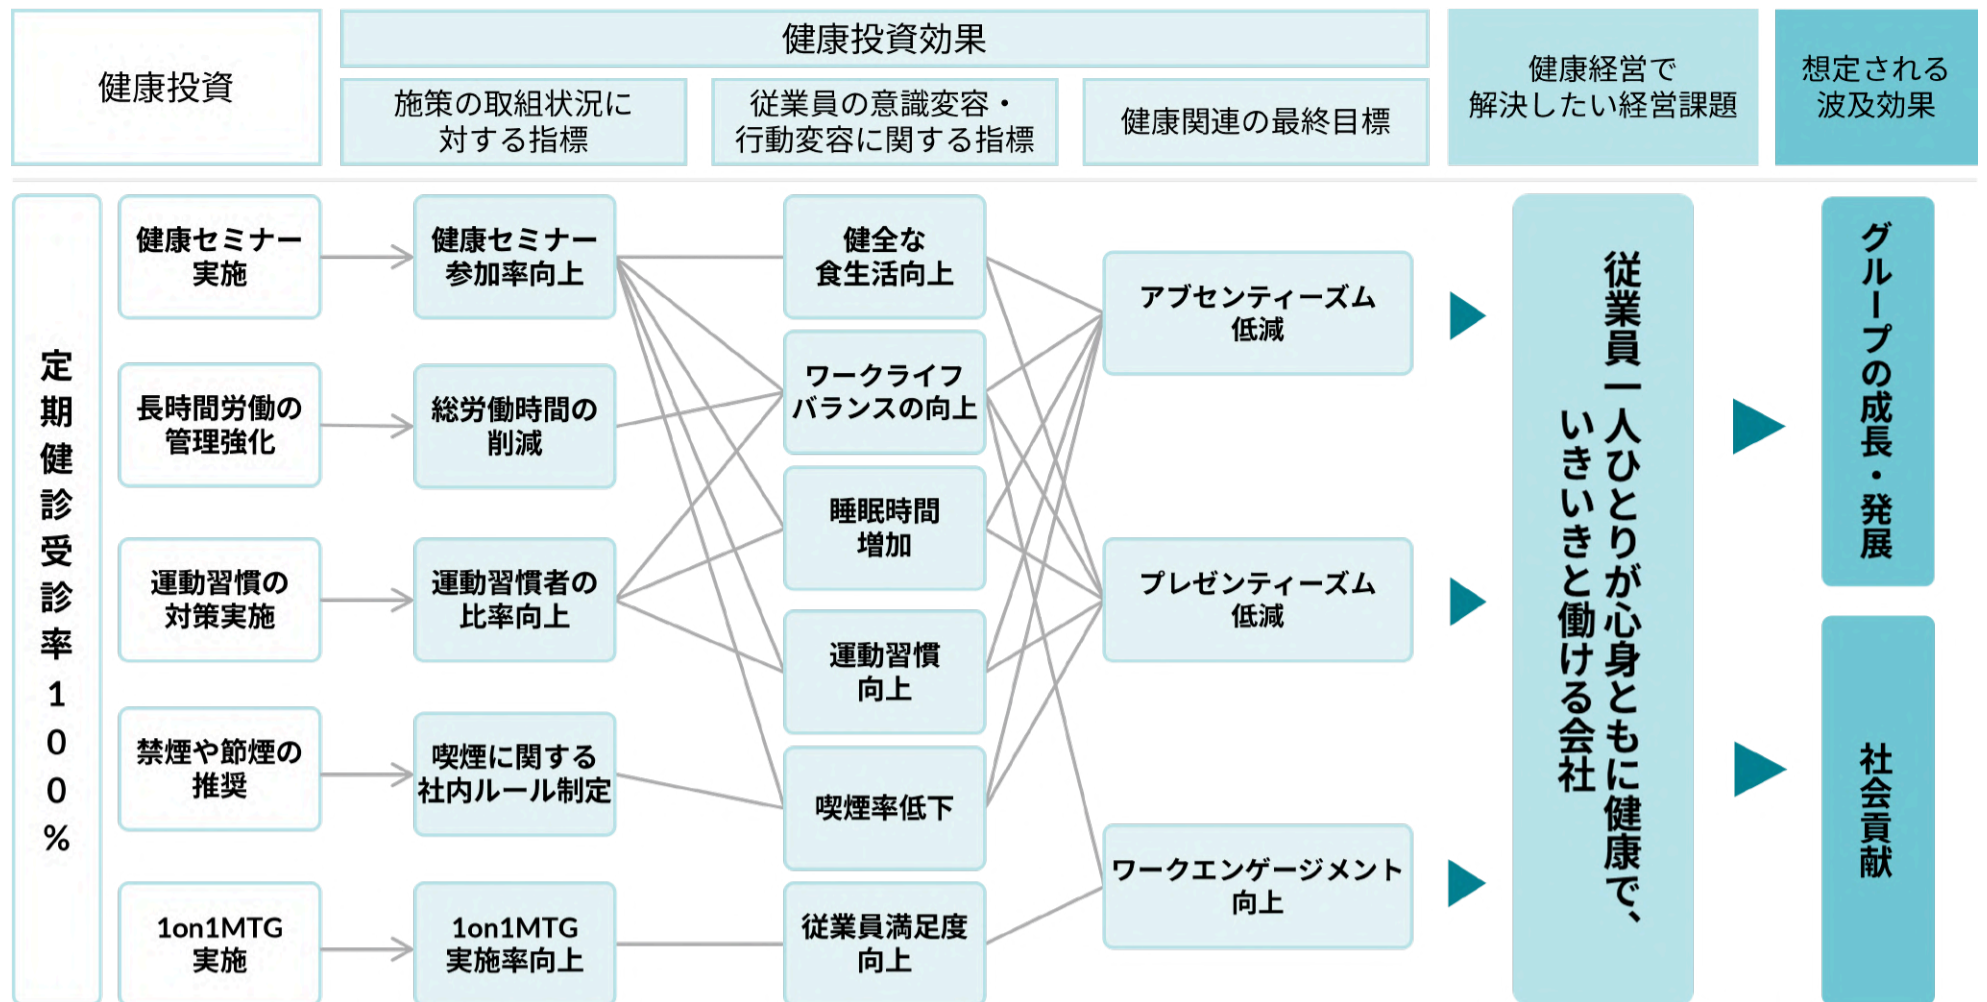 健康投資
健康投資効果
施策の取組状況に
対する指標
従業員の意識変容・
行動変容に関する指標
健康関連の最終目標
健康経営で
解決したい経営課題
想定される
波及効果
定期健診受診率100%
健康セミナー
実施
長時間労働の
管理強化
運動習慣の
対策実施
禁煙や節煙の
推奨
1on1MTG
実施
健康セミナー
参加率向上
総労働時間の
削減
運動習慣者の
比率向上
喫煙に関する
社内ルール制定
1on1MTG
実施率向上
健全な
食生活向上
ワークライフ
バランスの向上
睡眠時間
増加
運動習慣
向上
喫煙率低下
従業員満足度
向上
アブセンティーズム
低減
プレゼンティーズム
低減
ワークエンゲージメント
向上
従業員一人ひとりが心身ともに健康で、
いきいきと働ける会社
グループの成長・発展
社会貢献